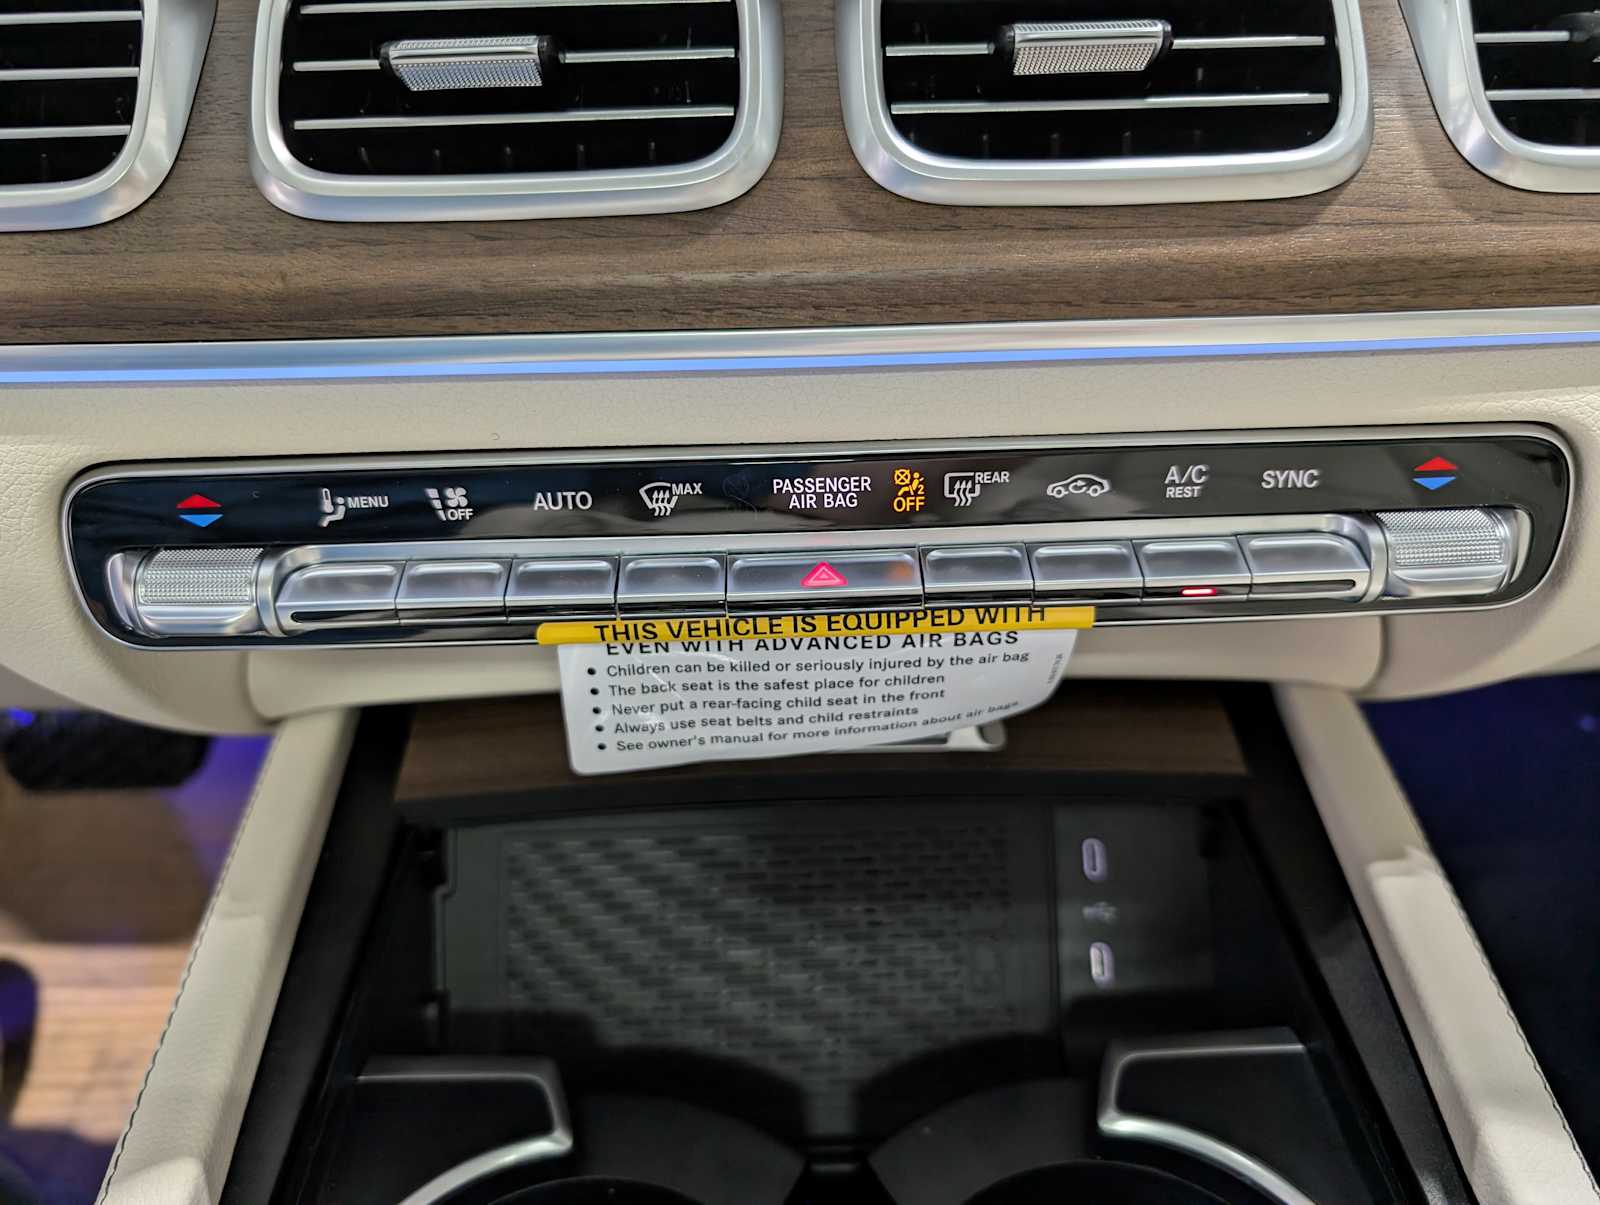 MENU
OFF
AUTO
MAX
PASSENGER
AIR BAG
2
OFF
REAR
A/C
REST
SYNC
THIS VEHICLE IS EQUIPPED WITH
EVEN WITH ADVANCED AIR BAGS
• Children can be killed or seriously injured by the air bag
• The back seat is the safest place for children
• Never put a rear-facing child seat in the front
• Always use seat belts and child restraints
• See owner's manual for more information about air bags